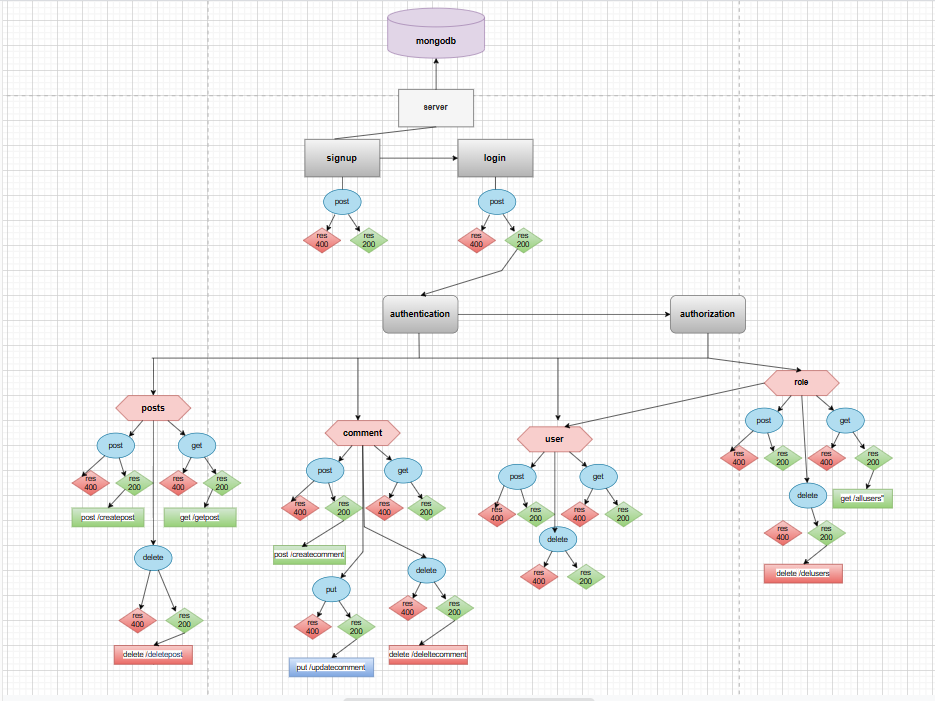 mongodb
server
signup
login
post
post
res
400
res
200
res
400
res
200
authentication
authorization
role
posts
post
get
comment
user
post
get
res
400
res
200
res
400
res
200
post
get
post
get
res
400
res
200
res
400
res
200
delete
get /allusers"
res
400
res
200
res
400
res
200
res
400
res
200
res
400
res
200
post /createpost
get /getpost
res
400
res
200
delete
delete /delusers
post /createcomment
delete
delete
put
res
400
res
200
res
400
res
200
res
400
res
200
res
400
res
200
delete /deletepost
delete /deleltecomment
put /updatecomment